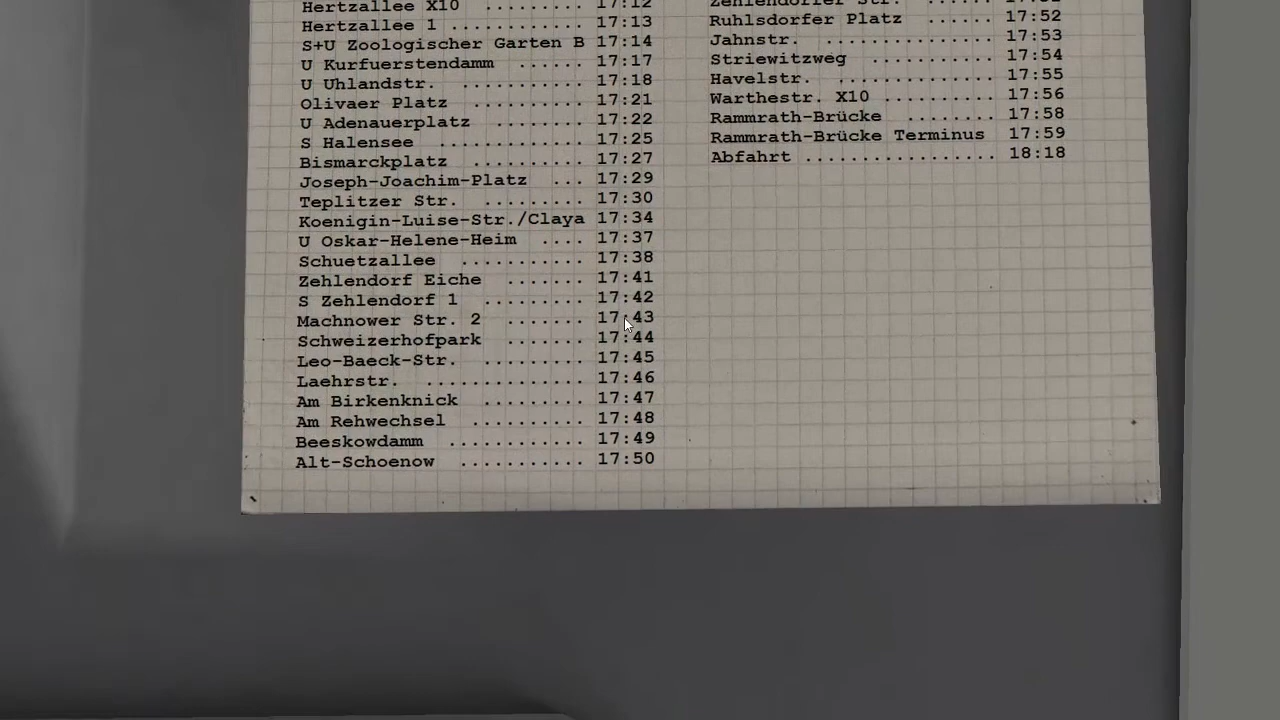 Hertzallee X10 .......... 17:12
Hertzallee 1 ............ 17:13
S+U Zoologischer Garten B 17:14
U Kurfuerstendamm ...... 17:17
U Uhlandstr. ........... 17:18
Olivaer Platz .......... 17:21
U Adenauerplatz ........ 17:22
S Halensee ............. 17:25
Bismarckplatz .......... 17:27
Joseph-Joachim-Platz ... 17:29
Teplitzer Str. ......... 17:30
Koenigin-Luise-Str./Claya 17:34
U Oskar-Helene-Heim .... 17:37
Schuetzallee ........... 17:38
Zehlendorf Eiche ....... 17:41
S Zehlendorf 1 ......... 17:42
Machnower Str. 2 ....... 17:43
Schweizerhofpark ....... 17:44
Leo-Baeck-Str. ......... 17:45
Laehrstr. .............. 17:46
Am Birkenknick ......... 17:47
Am Rehwechsel .......... 17:48
Beeskowdamm ............ 17:49
Alt-Schoenow ........... 17:50
Zehlendorfer Str. ......
Ruhlsdorfer Platz ...... 17:52
Jahnstr. ............... 17:53
Striewitzweg ........... 17:54
Havelstr. .............. 17:55
Warthestr. X10 .......... 17:56
Rammrath-Brücke ........ 17:58
Rammrath-Brücke Terminus 17:59
Abfahrt ................. 18:18